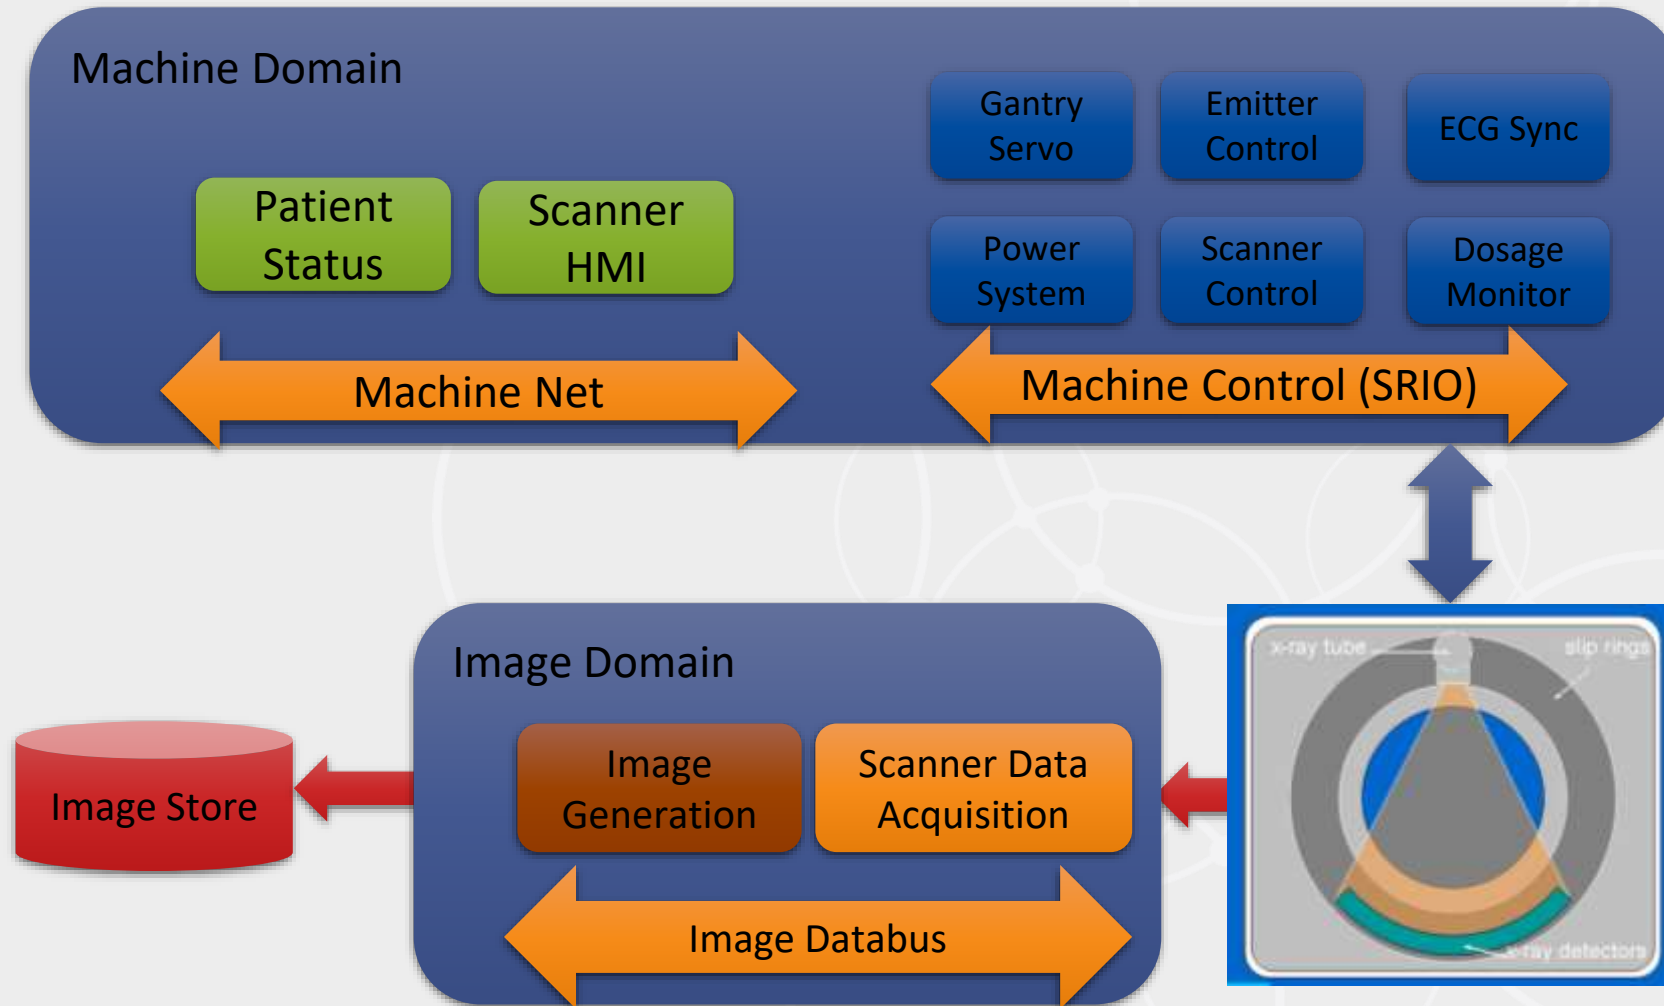 Machine Domain
Gantry
Servo
Emitter
Control
ECG Sync
Patient
Status
Scanner
HMI
Power
System
Scanner
Control
Dosage
Monitor
Machine Net
Machine Control (SRIO)
Image Domain
x-ray tube
slip rings
Image Store
Image
Generation
Scanner Data
Acquisition
Image Databus
x-ray detectors